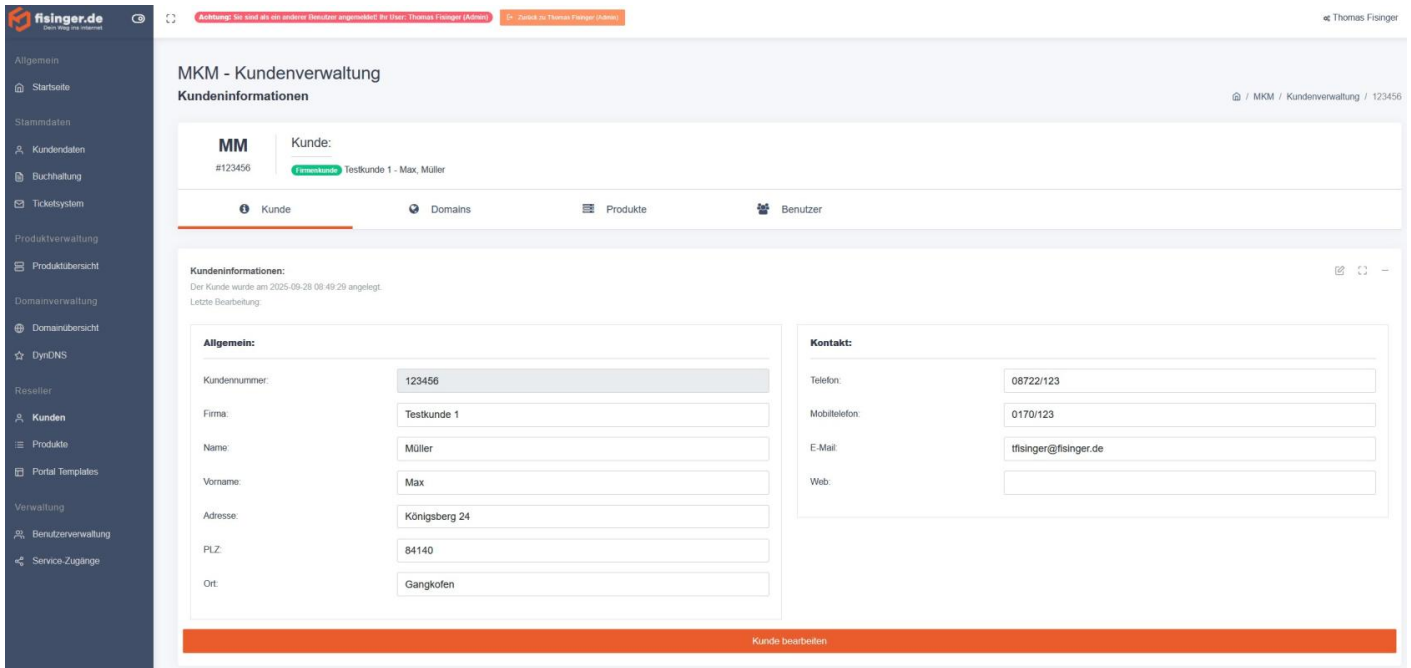 fisinger.de
Dein Weg ins Internet
Achtung: Sie sind als ein anderer Benutzer angemeldet! Ihr User: Thomas Fisinger (Admin)
Zurück zu Thomas Fisinger (Admin)
Thomas Fisinger
Allgemein
Startseite
Stammdaten
Kundendaten
Buchhaltung
Ticketsystem
Produktverwaltung
Produktübersicht
Domainverwaltung
Domainübersicht
DynDNS
Reseller
Kunden
Produkte
Portal Templates
Verwaltung
Benutzerverwaltung
Service-Zugänge
MKM - Kundenverwaltung
Kundeninformationen
/ MKM / Kundenverwaltung / 123456
MM
#123456
Kunde:
Firmenkunde Testkunde 1 - Max, Müller
Kunde
Domains
Produkte
Benutzer
Kundeninformationen:
Der Kunde wurde am 2025-09-28 08:49:29 angelegt.
Letzte Bearbeitung:
Allgemein:
Kundennummer: 123456
Firma: Testkunde 1
Name: Müller
Vorname: Max
Adresse: Königsberg 24
PLZ: 84140
Ort: Gangkofen
Kontakt:
Telefon: 08722/123
Mobiltelefon: 0170/123
E-Mail: tfisinger@fisinger.de
Web:
Kunde bearbeiten